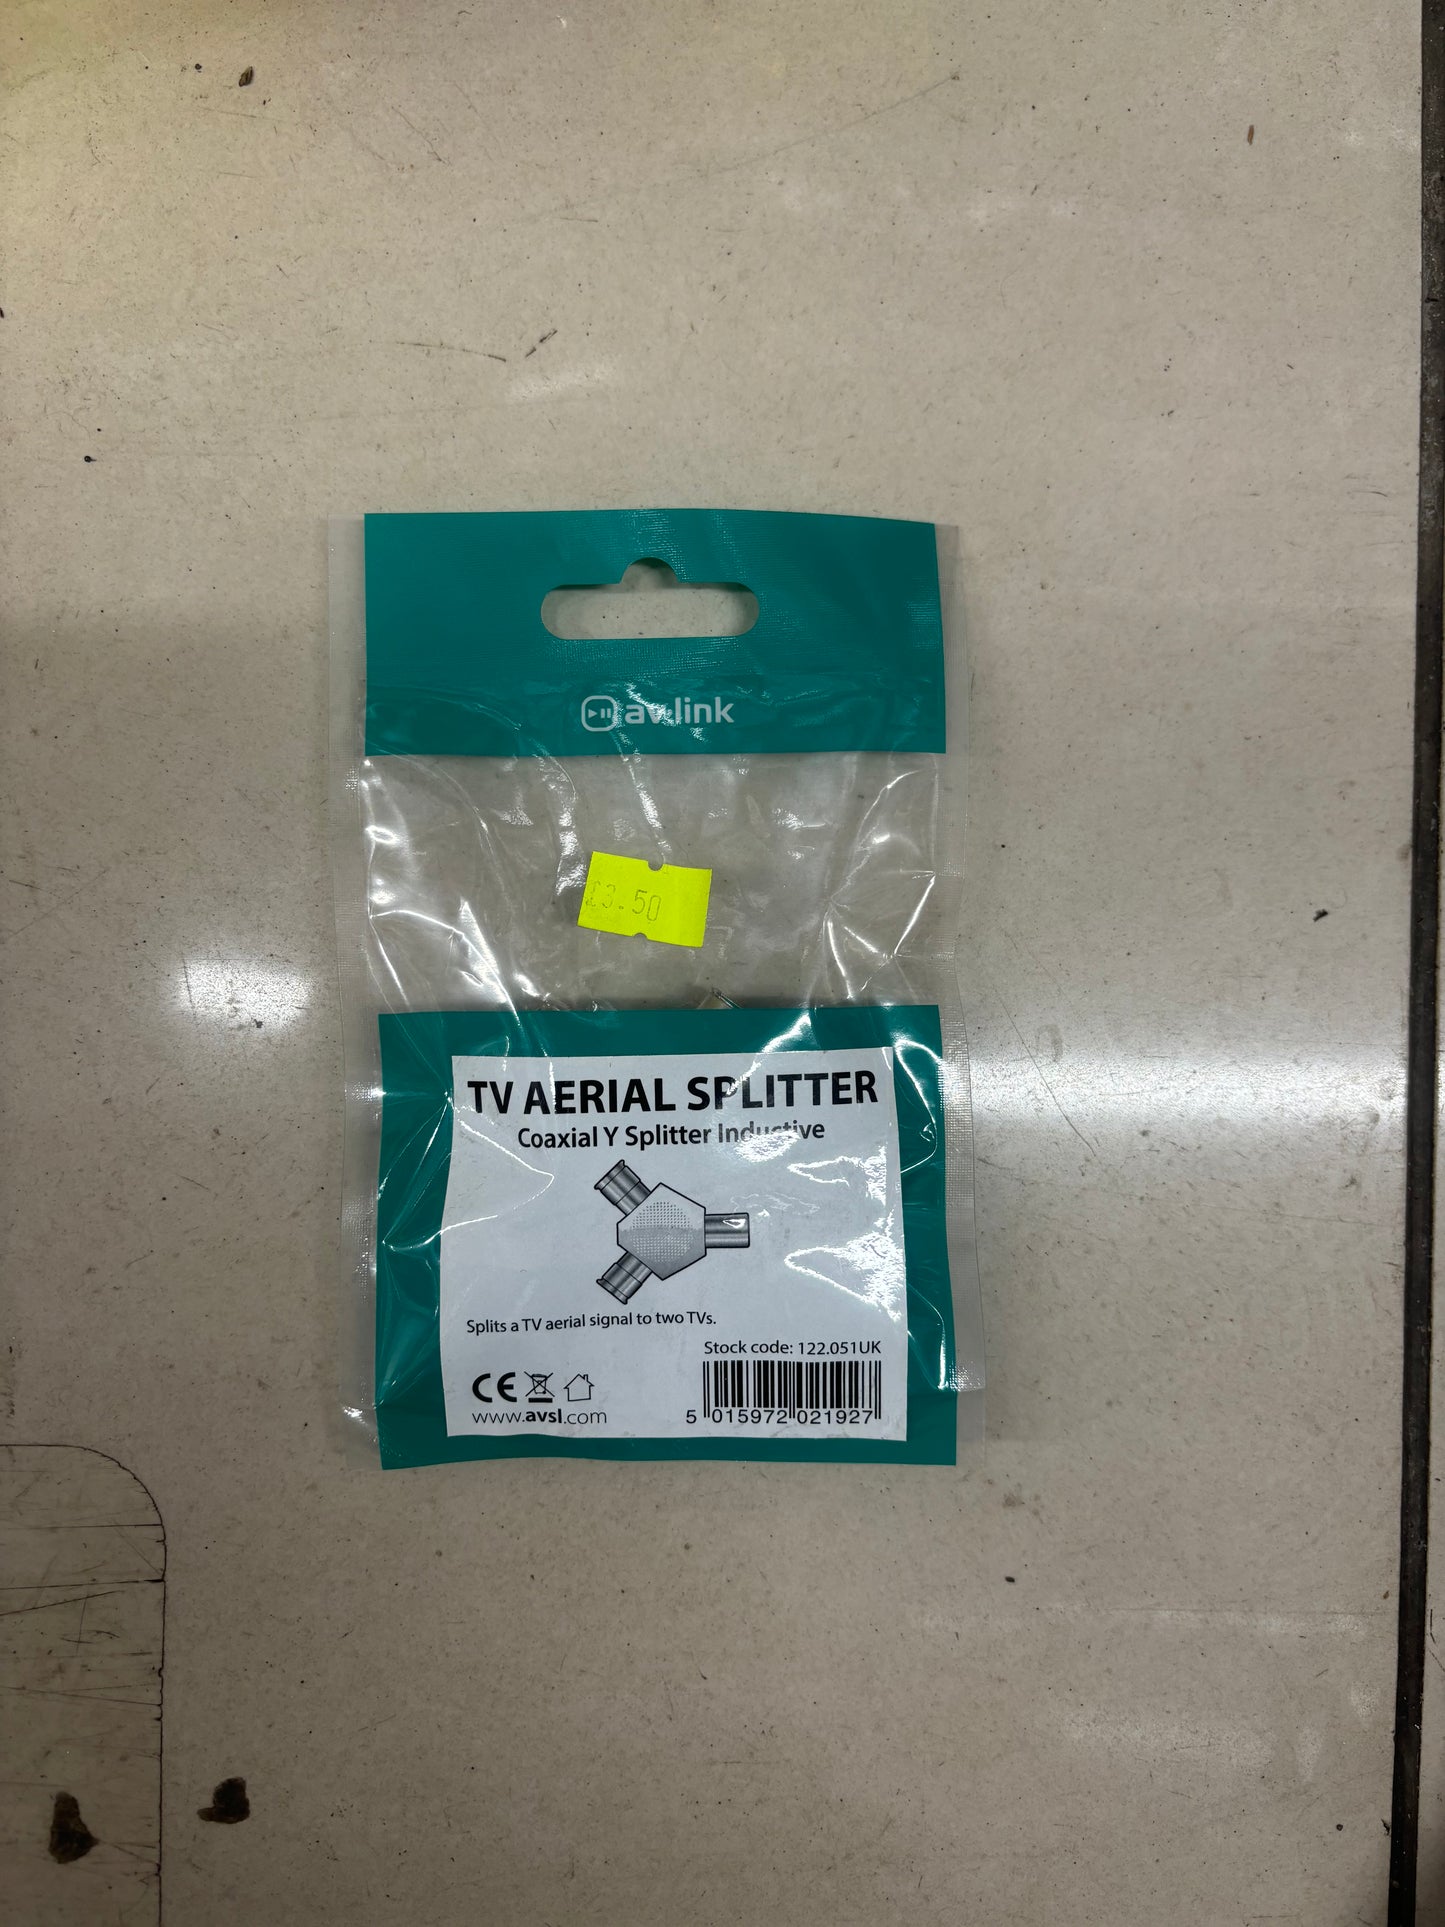 av:link
£3.50
TV AERIAL SPLITTER
Coaxial Y Splitter Inductive
Splits a TV aerial signal to two TVs.
Stock code: 122.051UK
CE
www.avsl.com
5 015972 021927